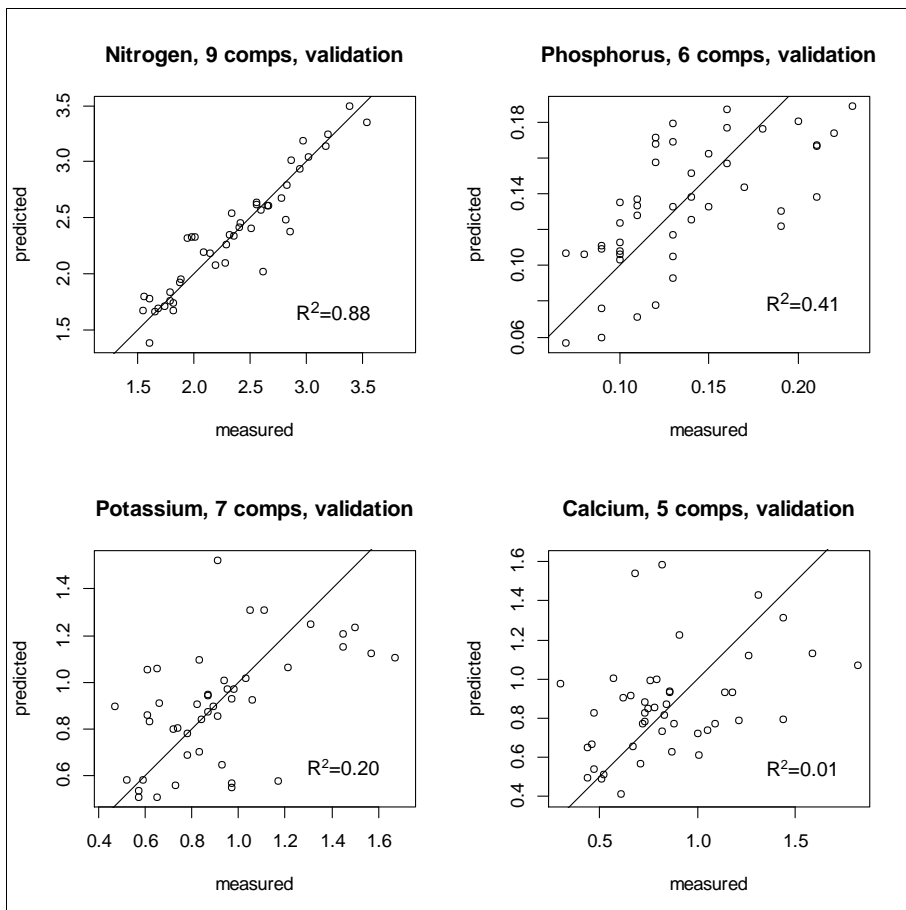 Nitrogen, 9 comps, validation
predicted
3.5
3.0
2.5
2.0
1.5
R²=0.88
1.5 2.0 2.5 3.0 3.5
measured
Phosphorus, 6 comps, validation
predicted
0.18
0.14
0.10
0.06
R²=0.41
0.10 0.15 0.20
measured
Potassium, 7 comps, validation
predicted
1.4
1.2
1.0
0.8
0.6
R²=0.20
0.4 0.6 0.8 1.0 1.2 1.4 1.6
measured
Calcium, 5 comps, validation
predicted
1.6
1.4
1.2
1.0
0.8
0.6
0.4
R²=0.01
0.5 1.0 1.5
measured